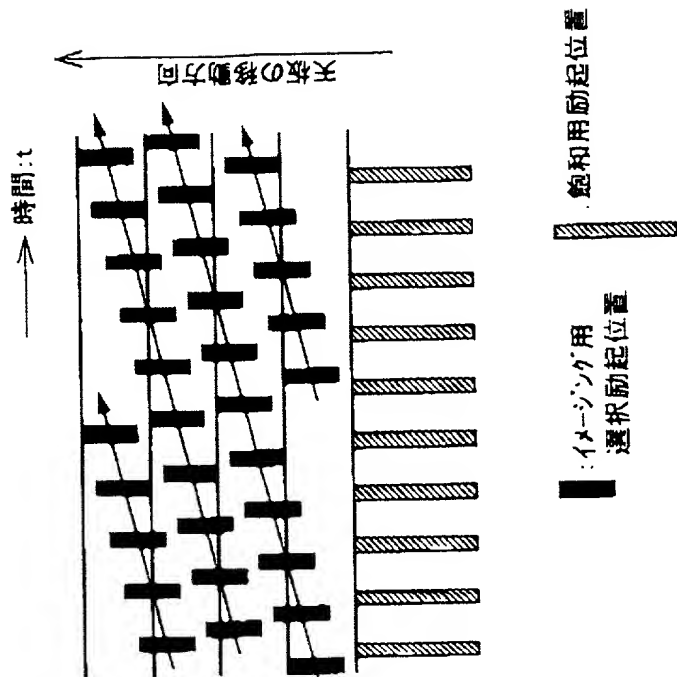 時間:t
天板の移動方向
:イメージング用
選択励起位置
飽和用励起位置